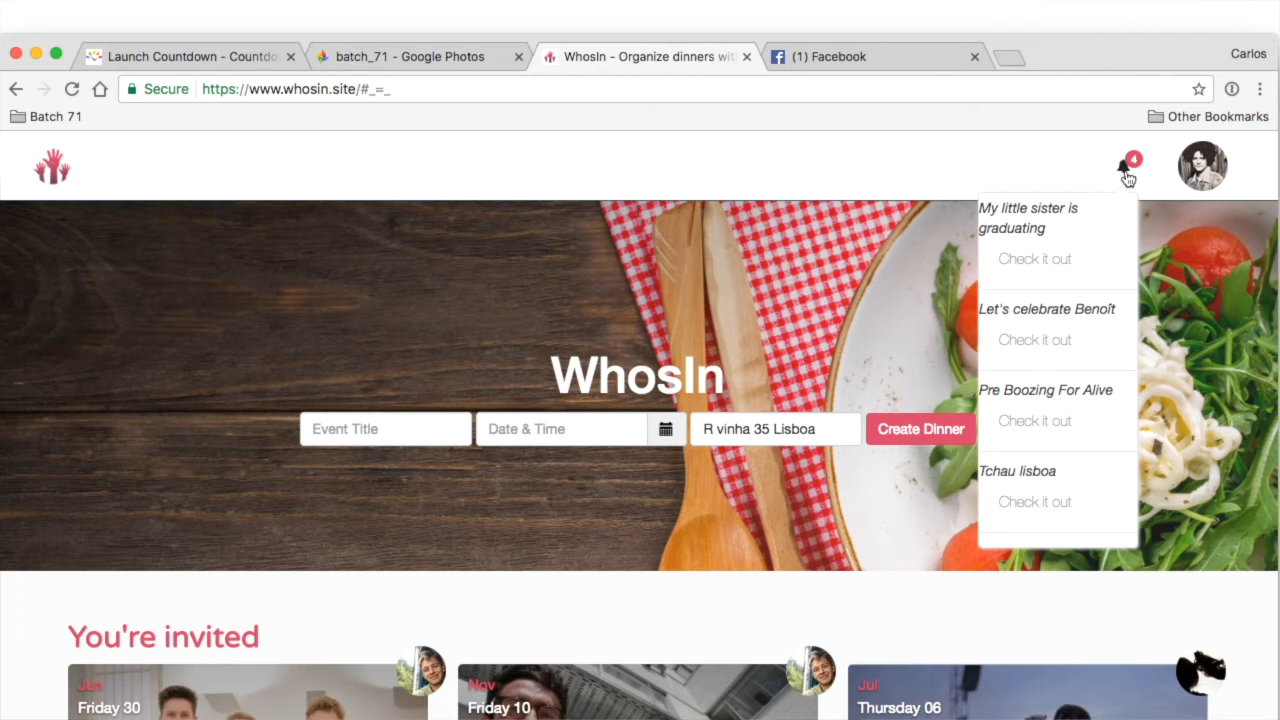 Launch Countdown - Countdo
batch_71 - Google Photos
WhosIn - Organize dinners wit
(1) Facebook
Carlos
Secure
https://www.whosin.site/#_=_
Batch 71
Other Bookmarks
4
My little sister is
graduating
Check it out
Let's celebrate Benoît
Check it out
Pre Boozing For Alive
Check it out
Tchau lisboa
Check it out
WhosIn
Event Title
Date & Time
R vinha 35 Lisboa
Create Dinner
You're invited
Jun
Friday 30
Nov
Friday 10
Jul
Thursday 06